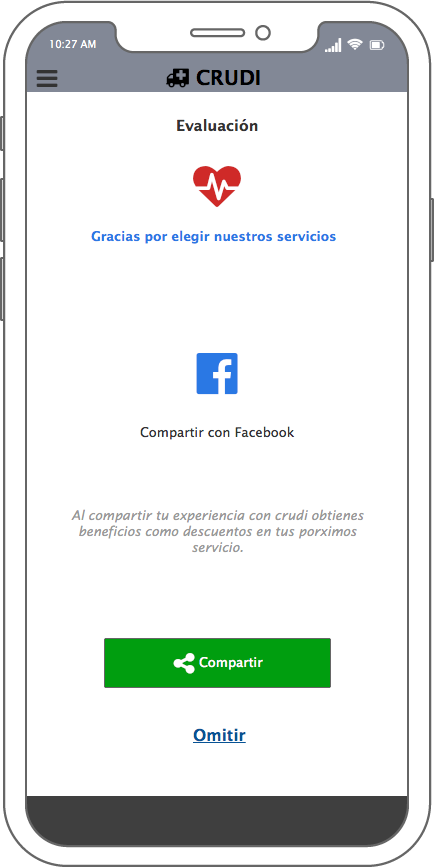 10:27 AM
CRUDI
Evaluación
Gracias por elegir nuestros servicios
Compartir con Facebook
Al compartir tu experiencia con crudi obtienes
beneficios como descuentos en tus porximos
servicio.
Compartir
Omitir